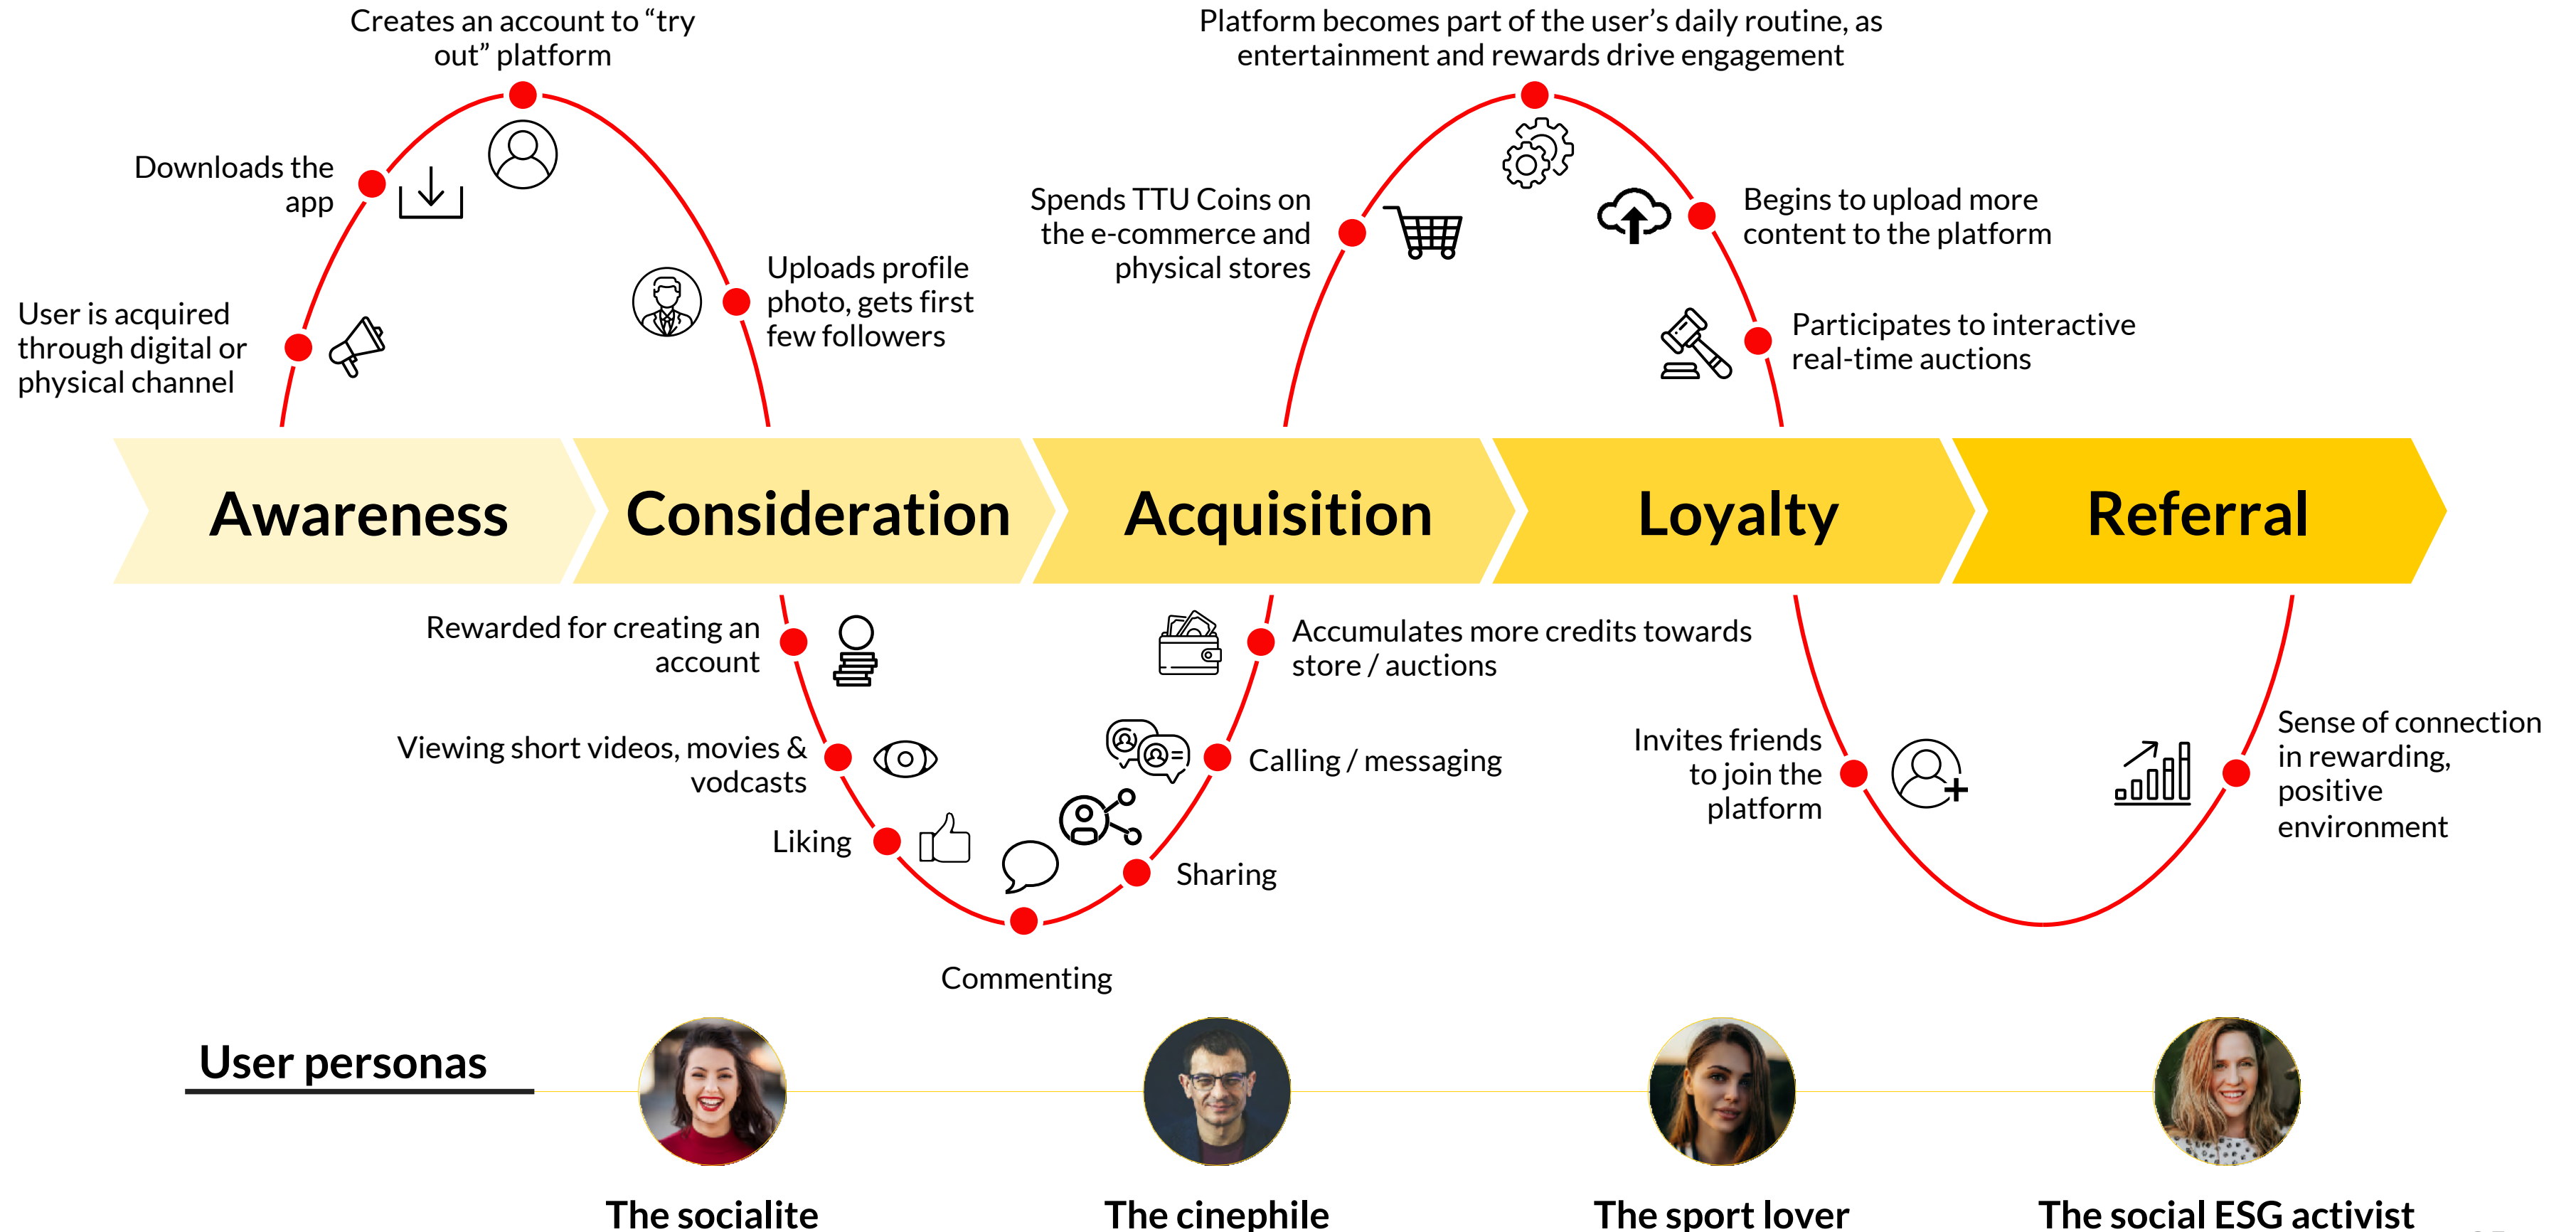 Creates an account to “try
out” platform
Downloads the
app
User is acquired
through digital or
physical channel
Uploads profile
photo, gets first
few followers
Platform becomes part of the user’s daily routine, as
entertainment and rewards drive engagement
Spends TTU Coins on
the e-commerce and
physical stores
Begins to upload more
content to the platform
Participates to interactive
real-time auctions
Awareness
Consideration
Acquisition
Loyalty
Referral
Rewarded for creating an
account
Viewing short videos, movies &
vodcasts
Liking
Commenting
Sharing
Calling / messaging
Accumulates more credits towards
store / auctions
Invites friends
to join the
platform
Sense of connection
in rewarding,
positive
environment
User personas
The socialite
The cinephile
The sport lover
The social ESG activist